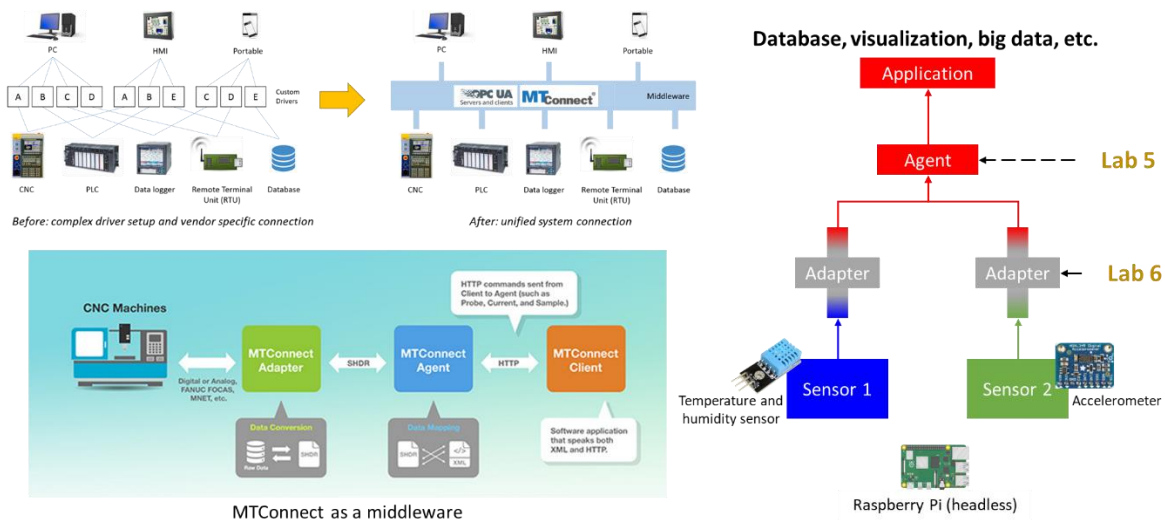 PC
HMI
Portable
A B C D
A B E
C D E
Custom
Drivers
CNC
PLC
Data logger
Remote Terminal
Unit (RTU)
Database
Before: complex driver setup and vendor specific connection
PC
HMI
Portable
OPC UA
Servers and clients
MTConnect
Middleware
CNC
PLC
Data logger
Remote Terminal
Unit (RTU)
Database
After: unified system connection
CNC Machines
Digital or Analog,
FANUC FOCAS,
MNET, etc.
MTConnect
Adapter
SHDR
MTConnect
Agent
HTTP
MTConnect
Client
HTTP commands sent from
Client to Agent (such as
Probe, Current, and Sample.)
Data Conversion
Raw Data
SHDR
Data Mapping
SHDR
XML
Software application
that speaks both
XML and HTTP.
MTConnect as a middleware
Database, visualization, big data, etc.
Application
Agent
Lab 5
Adapter
Adapter
Lab 6
Sensor 1
Temperature and
humidity sensor
Sensor 2
Accelerometer
Raspberry Pi (headless)